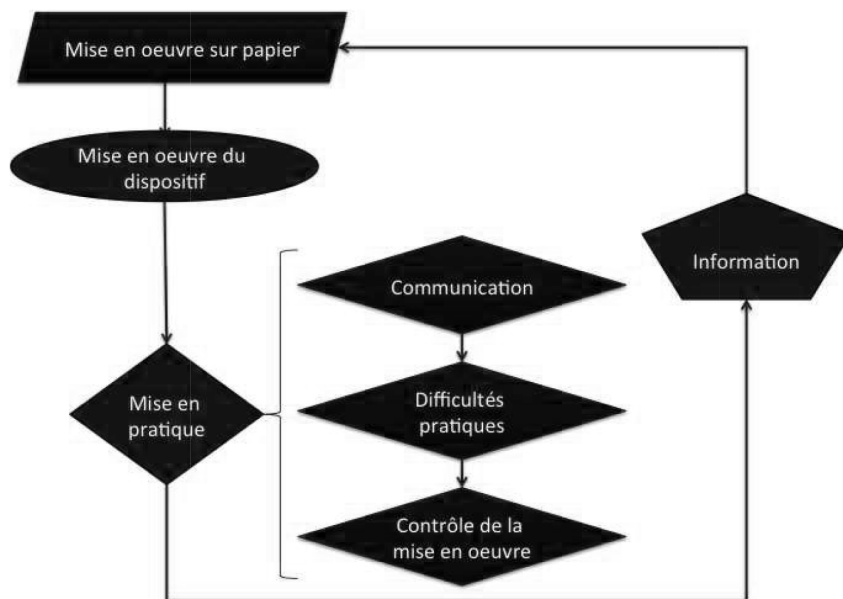 Mise en oeuvre sur papier
Mise en oeuvre du
dispositif
Information
Communication
Mise en
pratique
Difficultés
pratiques
Contrôle de la
mise en oeuvre